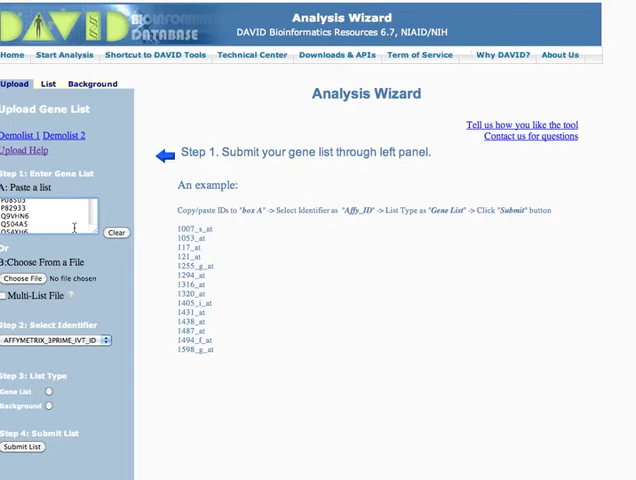 DAVID BIOINFORMATICS
DATABASE
Analysis Wizard
DAVID Bioinformatics Resources 6.7, NIAID/NIH
Home Start Analysis Shortcut to DAVID Tools Technical Center Downloads & APIs Term of Service Why DAVID? About Us
Upload List Background
Upload Gene List
Demolist 1 Demolist 2
Upload Help
Step 1: Enter Gene List
A: Paste a list
P08503
P82933
Q9VHN6
Q504A5
Clear
Or
B:Choose From a File
Choose File No file chosen
Multi-List File ?
Step 2: Select Identifier
AFFYMETRIX_3PRIME_IVT_ID
Step 3: List Type
Gene List
Background
Step 4: Submit List
Submit List
Analysis Wizard
Tell us how you like the tool
Contact us for questions
Step 1. Submit your gene list through left panel.
An example:
Copy/paste IDs to "box A" -> Select Identifier as "Affy_ID" -> List Type as "Gene List" -> Click "Submit" button
1007_s_at
1053_at
117_at
121_at
1255_g_at
1294_at
1316_at
1320_at
1405_i_at
1431_at
1438_at
1487_at
1494_f_at
1598_g_at